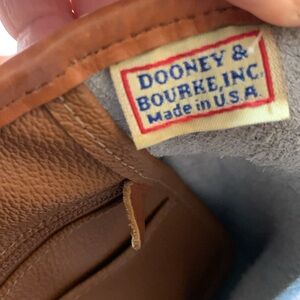 DOONEY &
BOURKE, INC.
Made in U.S.A.